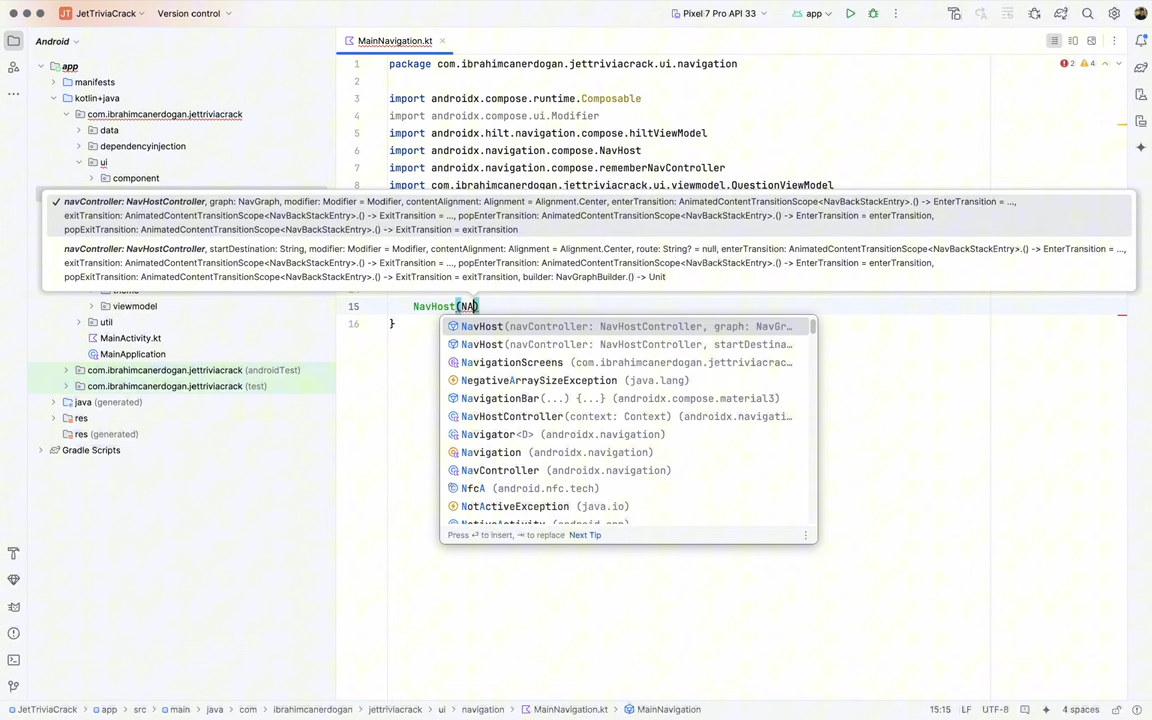 JT JetTriviaCrack Version control Pixel 7 Pro API 33 app
Android
MainNavigation.kt
app
manifests
kotlin+java
com.ibrahimcanerdogan.jettriviacrack
data
dependencyinjection
ui
component
1 package com.ibrahimcanerdogan.jettriviacrack.ui.navigation
2
3 import androidx.compose.runtime.Composable
4 import androidx.compose.ui.Modifier
5 import androidx.hilt.navigation.compose.hiltViewModel
6 import androidx.navigation.compose.NavHost
7 import androidx.navigation.compose.rememberNavController
8 import com.ibrahimcanerdogan.jettriviacrack.ui.viewmodel.QuestionViewModel
2 4
navController: NavHostController, graph: NavGraph, modifier: Modifier = Modifier, contentAlignment: Alignment = Alignment.Center, enterTransition: AnimatedContentTransitionScope<NavBackStackEntry>.() -> EnterTransition = ...,
exitTransition: AnimatedContentTransitionScope<NavBackStackEntry>.() -> ExitTransition = ..., popEnterTransition: AnimatedContentTransitionScope<NavBackStackEntry>.() -> EnterTransition = enterTransition,
popExitTransition: AnimatedContentTransitionScope<NavBackStackEntry>.() -> ExitTransition = exitTransition
navController: NavHostController, startDestination: String, modifier: Modifier = Modifier, contentAlignment: Alignment = Alignment.Center, route: String? = null, enterTransition: AnimatedContentTransitionScope<NavBackStackEntry>.() -> EnterTransition = ...,
exitTransition: AnimatedContentTransitionScope<NavBackStackEntry>.() -> ExitTransition = ..., popEnterTransition: AnimatedContentTransitionScope<NavBackStackEntry>.() -> EnterTransition = enterTransition,
popExitTransition: AnimatedContentTransitionScope<NavBackStackEntry>.() -> ExitTransition = exitTransition, builder: NavGraphBuilder.() -> Unit
viewmodel
util
MainActivity.kt
MainApplication
com.ibrahimcanerdogan.jettriviacrack (androidTest)
com.ibrahimcanerdogan.jettriviacrack (test)
java (generated)
res
res (generated)
Gradle Scripts
15 NavHost(NA)
16 }
NavHost(navController: NavHostController, graph: NavGr...
NavHost(navController: NavHostController, startDestina...
NavigationScreens (com.ibrahimcanerdogan.jettriviacrac...
NegativeArraySizeException (java.lang)
NavigationBar(...) {...} (androidx.compose.material3)
NavHostController(context: Context) (androidx.navigati...
Navigator<D> (androidx.navigation)
Navigation (androidx.navigation)
NavController (androidx.navigation)
NfcA (android.nfc.tech)
NotActiveException (java.io)
Press ⏎ to insert, ⇥ to replace Next Tip
JetTriviaCrack app src main java com ibrahimcanerdogan jettriviacrack ui navigation MainNavigation.kt MainNavigation 15:15 LF UTF-8 4 spaces